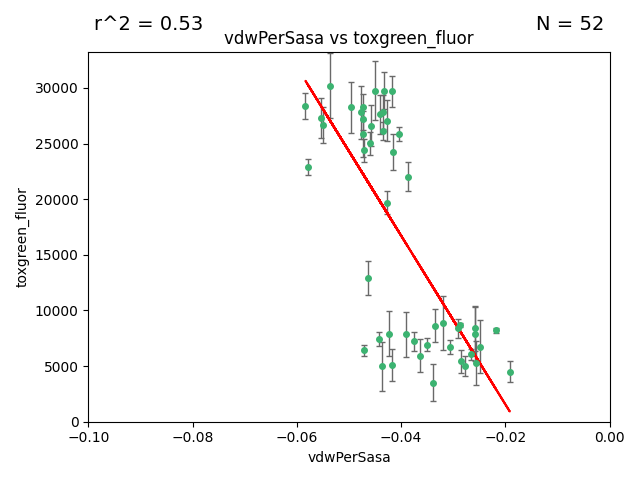 r^2 = 0.53
N = 52
vdwPerSasa vs toxgreen_fluor
30000
25000
20000
15000
10000
5000
0
toxgreen_fluor
−0.10
−0.08
−0.06
−0.04
−0.02
0.00
vdwPerSasa